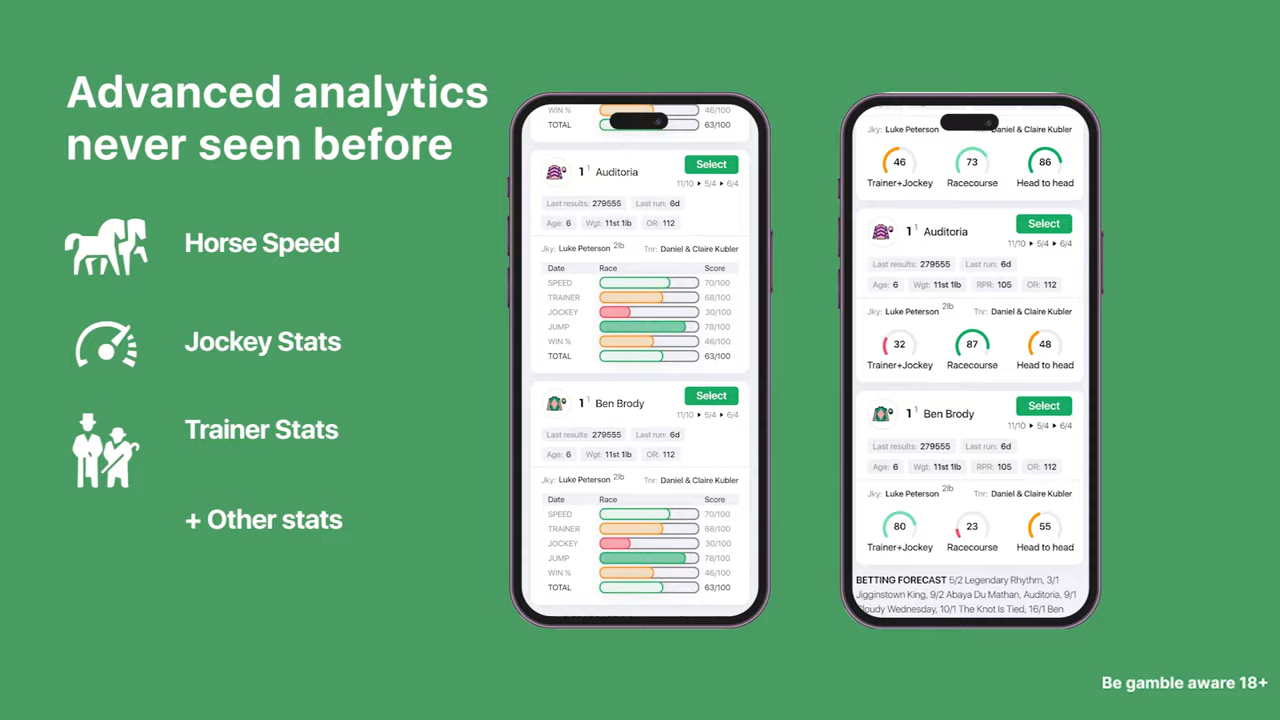 Advanced analytics
never seen before
Horse Speed
Jockey Stats
Trainer Stats
+ Other stats
WIN % 46/100
TOTAL 63/100
1 1 Auditoria Select
11/10 ▸ 5/4 ▸ 6/4
Last results: 279555 Last run: 6d
Age: 6 Wgt: 11st 1lb OR: 112
Jky: Luke Peterson 2lb Tnr: Daniel & Claire Kubler
Date Race Score
SPEED 70/100
TRAINER 68/100
JOCKEY 30/100
JUMP 78/100
WIN % 46/100
TOTAL 63/100
1 1 Ben Brody Select
11/10 ▸ 5/4 ▸ 6/4
Last results: 279555 Last run: 6d
Age: 6 Wgt: 11st 1lb OR: 112
Jky: Luke Peterson 2lb Tnr: Daniel & Claire Kubler
Date Race Score
SPEED 70/100
TRAINER 68/100
JOCKEY 30/100
JUMP 78/100
WIN % 46/100
TOTAL 63/100
Jky: Luke Peterson Daniel & Claire Kubler
46 73 86
Trainer+Jockey Racecourse Head to head
1 1 Auditoria Select
11/10 ▸ 5/4 ▸ 6/4
Last results: 279555 Last run: 6d
Age: 6 Wgt: 11st 1lb RPR: 105 OR: 112
Jky: Luke Peterson 2lb Tnr: Daniel & Claire Kubler
32 87 48
Trainer+Jockey Racecourse Head to head
1 1 Ben Brody Select
11/10 ▸ 5/4 ▸ 6/4
Last results: 279555 Last run: 6d
Age: 6 Wgt: 11st 1lb RPR: 105 OR: 112
Jky: Luke Peterson 2lb Tnr: Daniel & Claire Kubler
80 23 55
Trainer+Jockey Racecourse Head to head
BETTING FORECAST 5/2 Legendary Rhythm, 3/1
Jigginstown King, 9/2 Abaya Du Mathan, Auditoria, 9/1
Cloudy Wednesday, 10/1 The Knot Is Tied, 16/1 Ben
Be gamble aware 18+